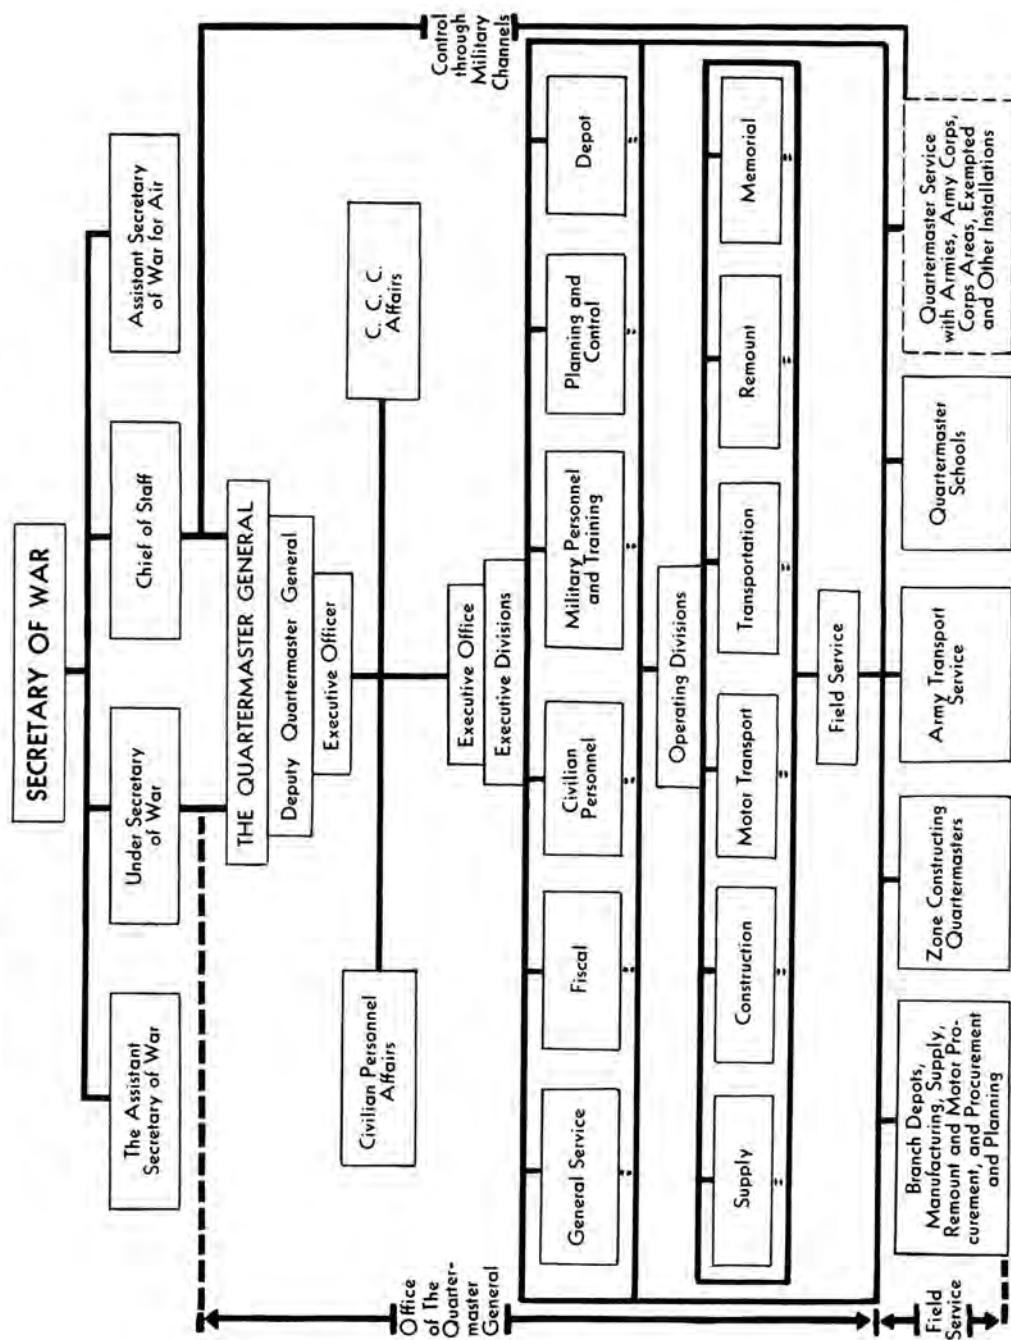 SECRETARY OF WAR
The Assistant
Secretary of War
Under Secretary
of War
Chief of Staff
Assistant Secretary
of War for Air
Control
through
Military
Channels
THE QUARTERMASTER GENERAL
Deputy Quartermaster General
Executive Officer
Civilian Personnel
Affairs
C. C. C.
Affairs
Office
of The
Quarter-
master
General
Executive Office
Executive Divisions
General Service
Fiscal
Civilian
Personnel
Military Personnel
and Training
Planning and
Control
Depot
Operating Divisions
Supply
Construction
Motor Transport
Transportation
Remount
Memorial
Field Service
Field
Service
Branch Depots,
Manufacturing, Supply,
Remount and Motor Pro-
curement, and Procurement
and Planning
Zone Constructing
Quartermasters
Army Transport
Service
Quartermaster
Schools
Quartermaster Service
with Armies, Army Corps,
Corps Areas, Exempted
and Other Installations